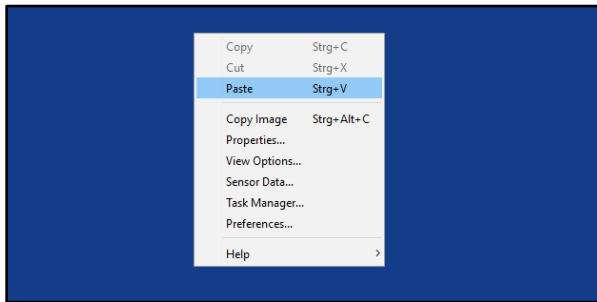 Copy Strg+C
Cut Strg+X
Paste Strg+V
Copy Image Strg+Alt+C
Properties...
View Options...
Sensor Data...
Task Manager...
Preferences...
Help